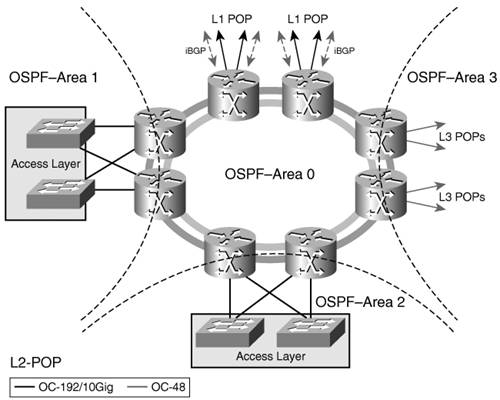 L1 POP
L1 POP
iBGP
iBGP
OSPF–Area 1
OSPF–Area 3
Access Layer
L3 POPs
OSPF–Area 0
L3 POPs
OSPF–Area 2
Access Layer
L2-POP
OC-192/10Gig
OC-48